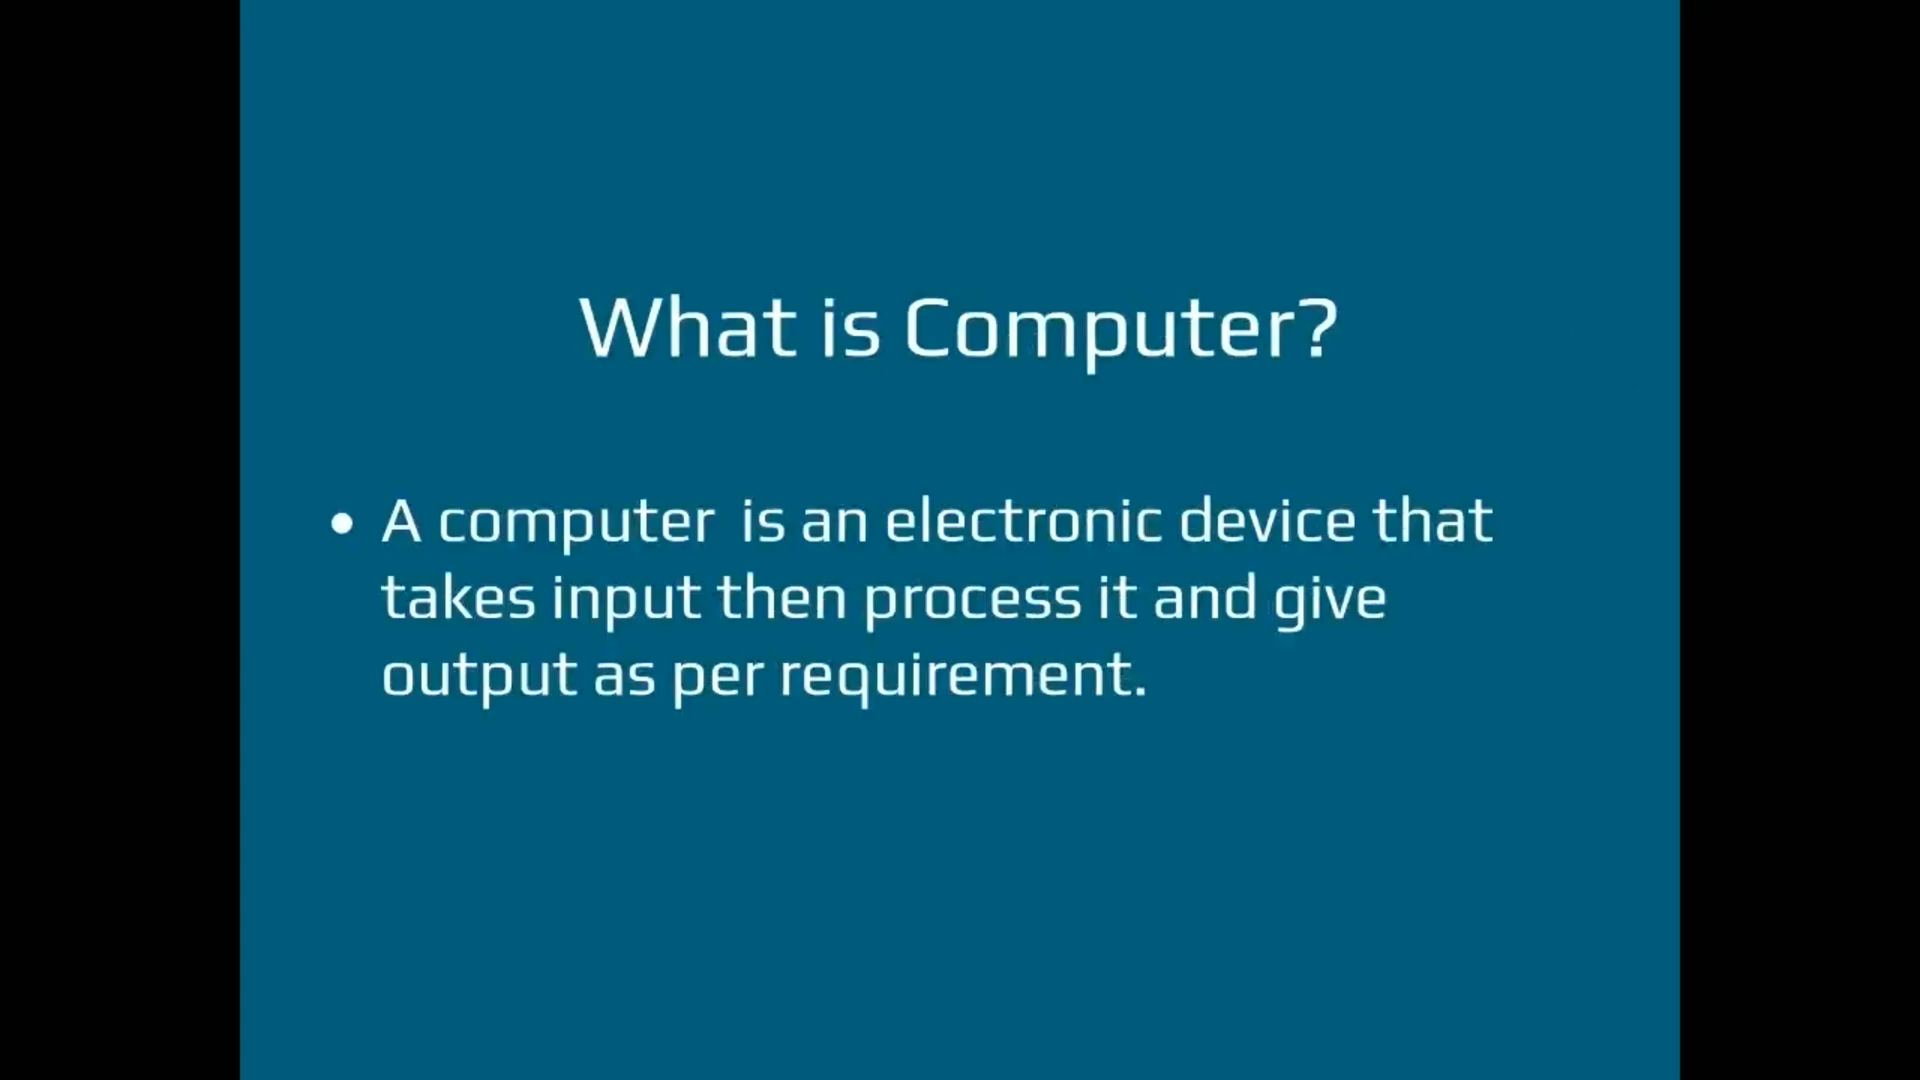 What is Computer?
• A computer is an electronic device that
takes input then process it and give
output as per requirement.